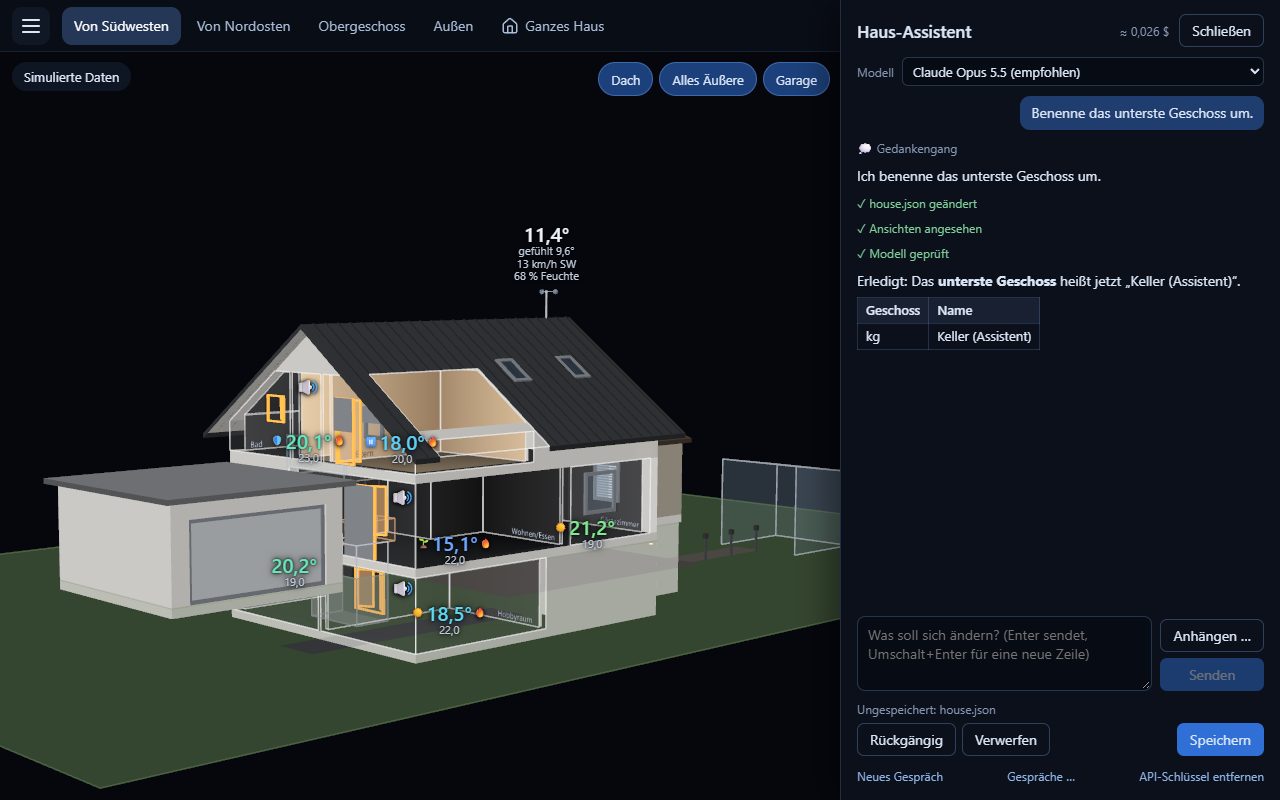 Von Südwesten
Von Nordosten
Obergeschoss
Außen
Ganzes Haus
Simulierte Daten
Dach
Alles Äußere
Garage
11,4°
gefühlt 9,6°
13 km/h SW
68 % Feuchte
Bad
20,1°
23,0
18,0°
20,0
Wohnen/Essen
21,2°
19,0
15,1°
22,0
20,2°
19,0
18,5°
22,0
Hobbyraum
Haus-Assistent
≈ 0,026 $
Schließen
Modell
Claude Opus 5.5 (empfohlen)
Benenne das unterste Geschoss um.
Gedankengang
Ich benenne das unterste Geschoss um.
✓ house.json geändert
✓ Ansichten angesehen
✓ Modell geprüft
Erledigt: Das unterste Geschoss heißt jetzt „Keller (Assistent)“.
Geschoss Name
kg Keller (Assistent)
Was soll sich ändern? (Enter sendet,
Umschalt+Enter für eine neue Zeile)
Anhängen ...
Senden
Ungespeichert: house.json
Rückgängig
Verwerfen
Speichern
Neues Gespräch
Gespräche ...
API-Schlüssel entfernen